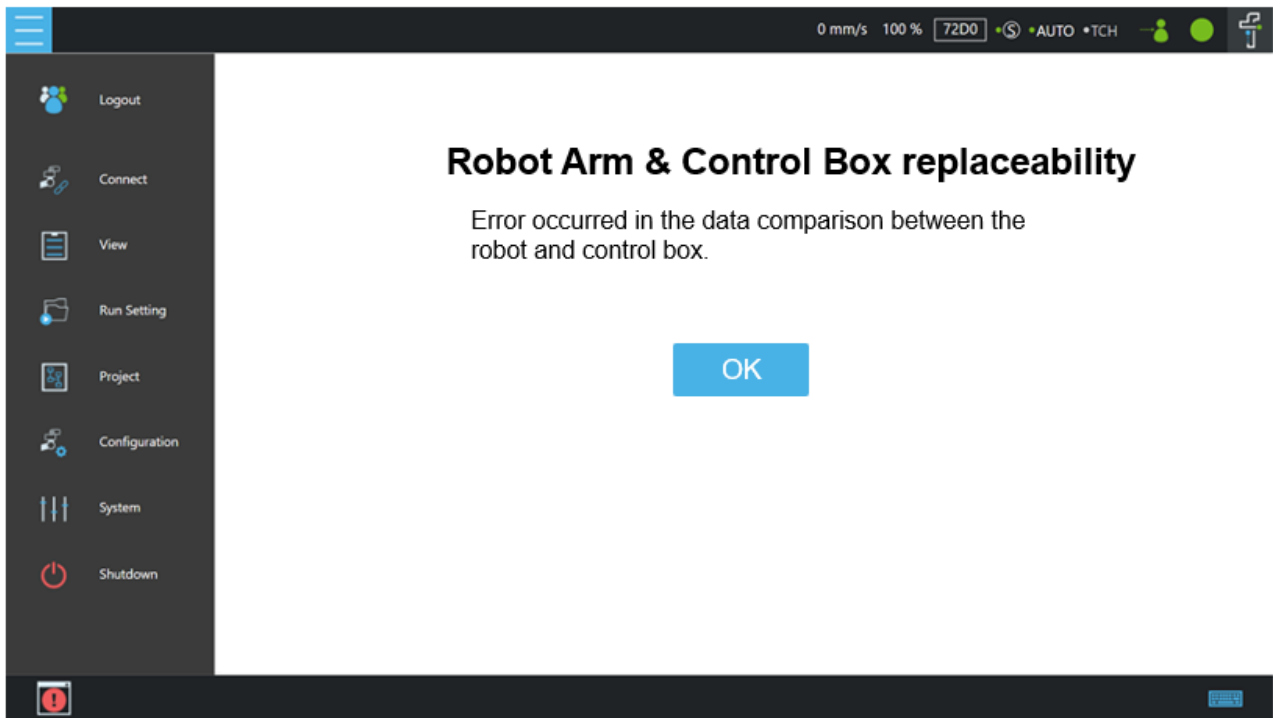 0 mm/s 100 % 72D0 •Ⓢ •AUTO •TCH
Logout
Connect
View
Run Setting
Project
Configuration
System
Shutdown
Robot Arm & Control Box replaceability
Error occurred in the data comparison between the
robot and control box.
OK